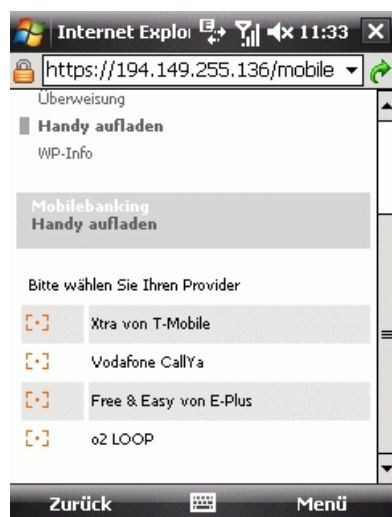 Internet Explo 11:33
https://194.149.255.136/mobile
Überweisung
Handy aufladen
WP-Info
Mobilebanking
Handy aufladen
Bitte wählen Sie Ihren Provider
Xtra von T-Mobile
Vodafone CallYa
Free & Easy von E-Plus
o2 LOOP
Zurück Menü